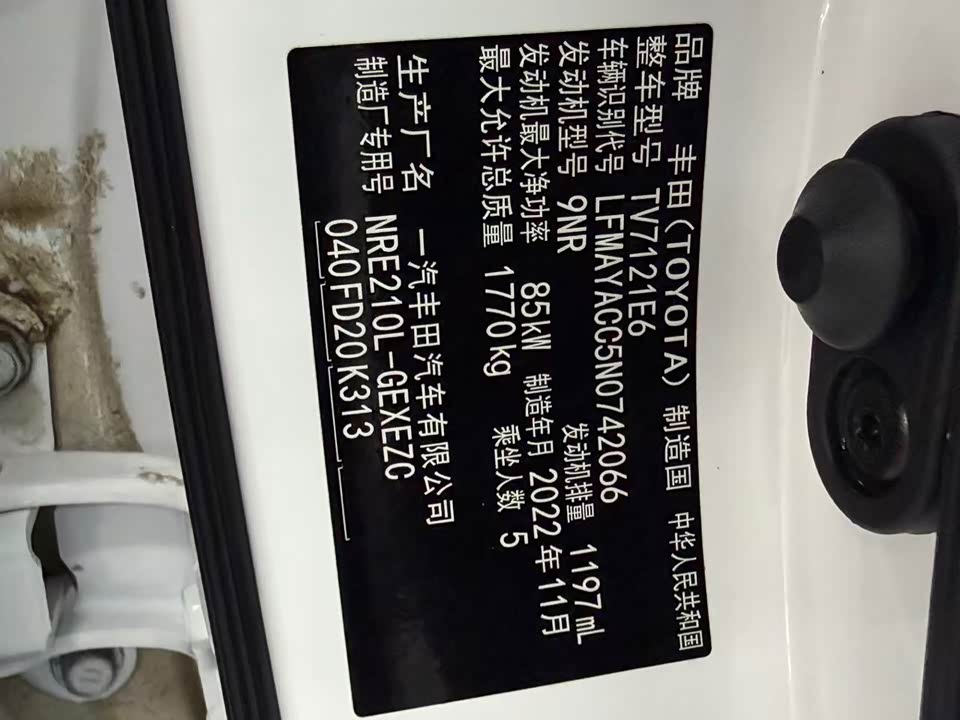 品牌 丰田(TOYOTA) 制造国 中华人民共和国
整车型号 TV7121E6
车辆识别代号 LFMAYACC5N0742066
发动机型号 9NR 发动机排量 1197mL
发动机最大净功率 85kW 制造年月 2022年11月
最大允许总质量 1770kg 乘坐人数 5
生产厂名 一汽丰田汽车有限公司
制造厂专用号 NRE210L-GEXEZC
040FD20K313